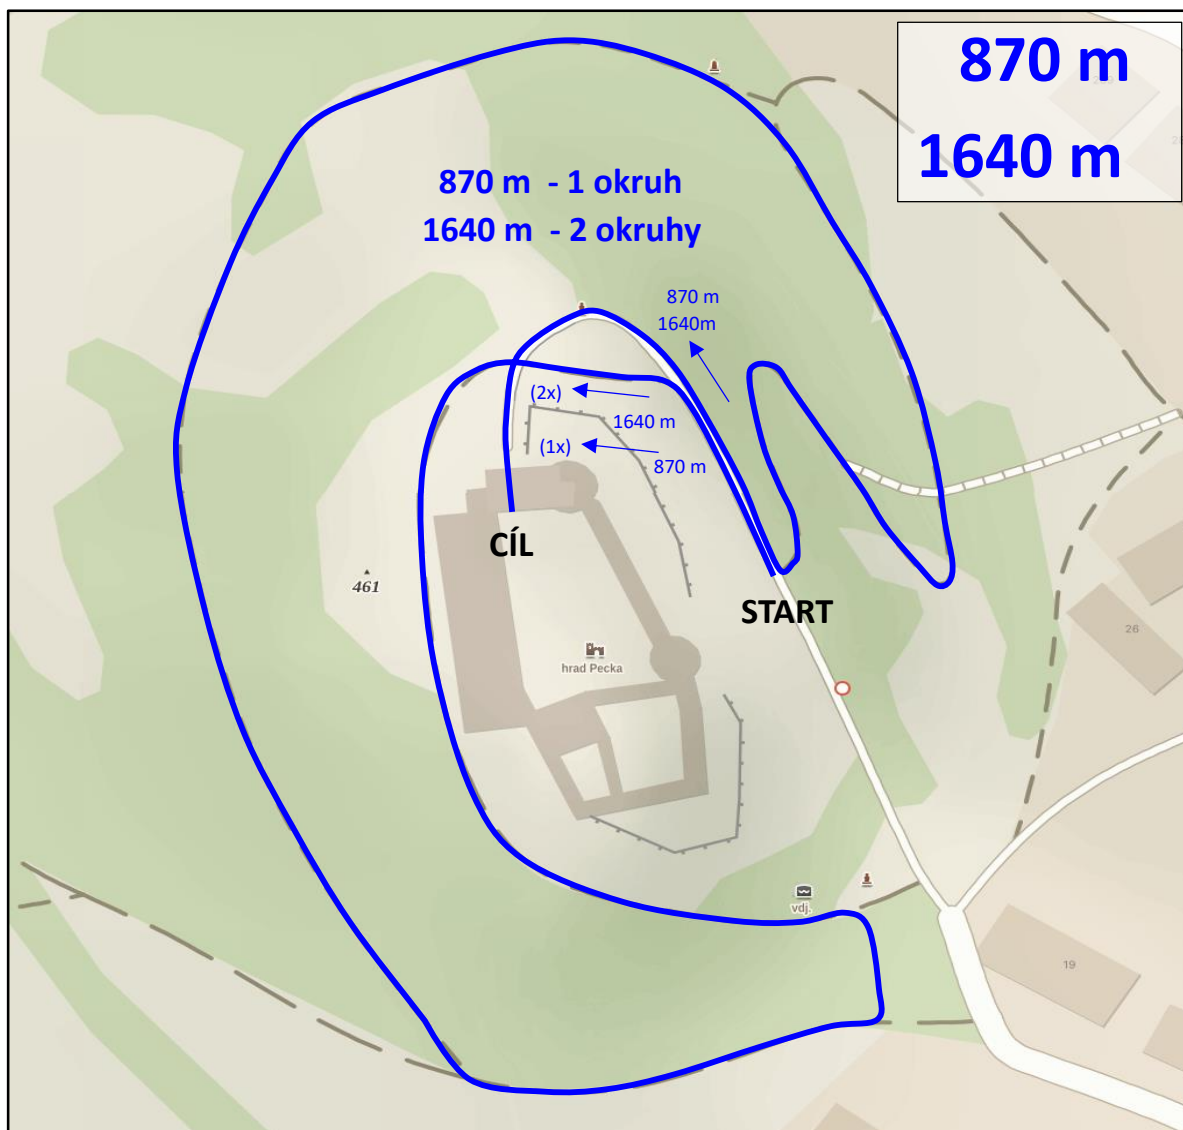 870 m
1640 m
870 m - 1 okruh
1640 m - 2 okruhy
870 m
1640m
(2x)
1640 m
(1x)
870 m
CÍL
461
START
hrad Pecka
26
vdj.
19